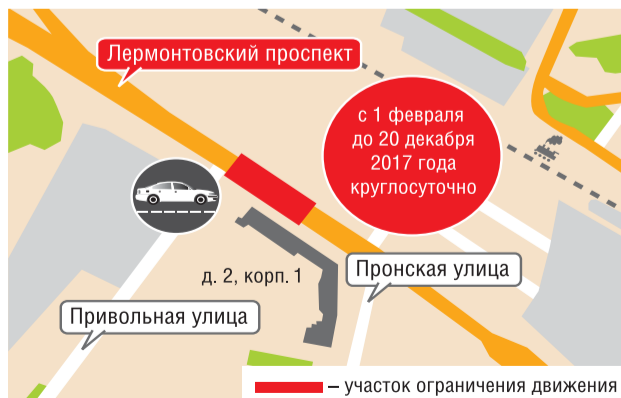 Лермонтовский проспект
с 1 февраля
до 20 декабря
2017 года
круглосуточно
д. 2, корп. 1
Пронская улица
Привольная улица
– участок ограничения движения